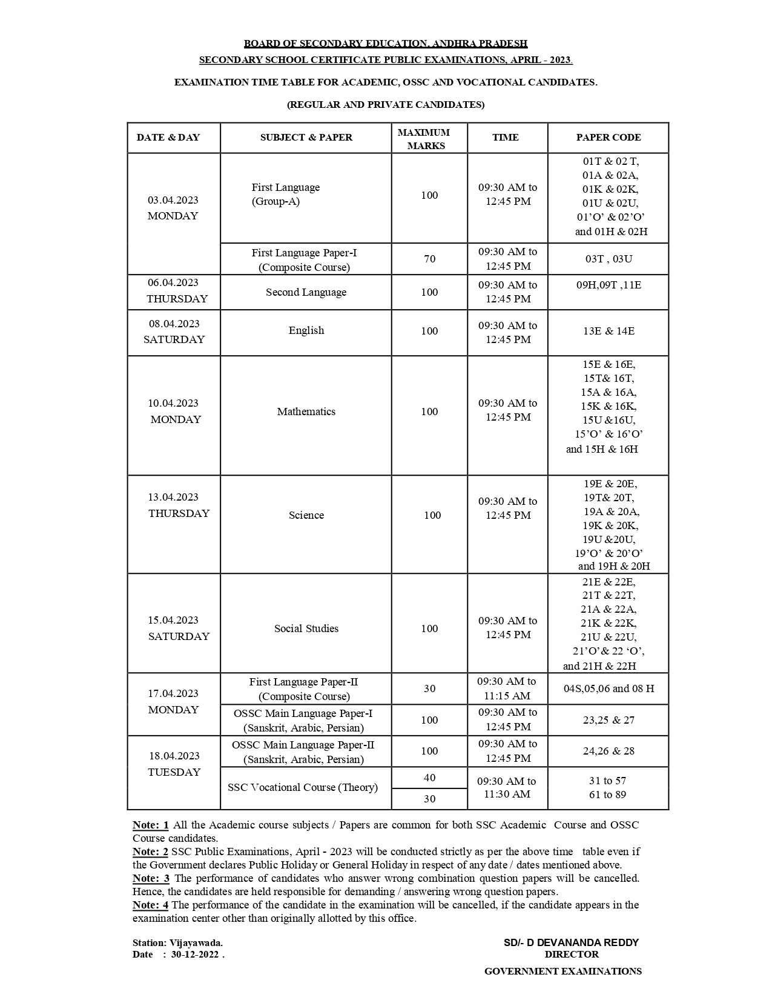 BOARD OF SECONDARY EDUCATION, ANDHRA PRADESH
SECONDARY SCHOOL CERTIFICATE PUBLIC EXAMINATIONS, APRIL - 2023.
EXAMINATION TIME TABLE FOR ACADEMIC, OSSC AND VOCATIONAL CANDIDATES.
(REGULAR AND PRIVATE CANDIDATES)
DATE & DAY
SUBJECT & PAPER
MAXIMUM
MARKS
TIME
PAPER CODE
03.04.2023
MONDAY
First Language
(Group-A)
100
09:30 AM to
12:45 PM
01T & 02 T,
01A & 02A,
01K & 02K,
01U & 02U,
01’O’ & 02’O’
and 01H & 02H
First Language Paper-I
(Composite Course)
70
09:30 AM to
12:45 PM
03T , 03U
06.04.2023
THURSDAY
Second Language
100
09:30 AM to
12:45 PM
09H,09T ,11E
08.04.2023
SATURDAY
English
100
09:30 AM to
12:45 PM
13E & 14E
10.04.2023
MONDAY
Mathematics
100
09:30 AM to
12:45 PM
15E & 16E,
15T& 16T,
15A & 16A,
15K & 16K,
15U &16U,
15’O’ & 16’O’
and 15H & 16H
13.04.2023
THURSDAY
Science
100
09:30 AM to
12:45 PM
19E & 20E,
19T& 20T,
19A & 20A,
19K & 20K,
19U &20U,
19’O’ & 20’O’
and 19H & 20H
15.04.2023
SATURDAY
Social Studies
100
09:30 AM to
12:45 PM
21E & 22E,
21T & 22T,
21A & 22A,
21K & 22K,
21U & 22U,
21’O’& 22 ‘O’,
and 21H & 22H
17.04.2023
MONDAY
First Language Paper-II
(Composite Course)
30
09:30 AM to
11:15 AM
04S,05,06 and 08 H
OSSC Main Language Paper-I
(Sanskrit, Arabic, Persian)
100
09:30 AM to
12:45 PM
23,25 & 27
18.04.2023
TUESDAY
OSSC Main Language Paper-II
(Sanskrit, Arabic, Persian)
100
09:30 AM to
12:45 PM
24,26 & 28
SSC Vocational Course (Theory)
40
30
09:30 AM to
11:30 AM
31 to 57
61 to 89
Note: 1 All the Academic course subjects / Papers are common for both SSC Academic Course and OSSC
Course candidates.
Note: 2 SSC Public Examinations, April - 2023 will be conducted strictly as per the above time table even if
the Government declares Public Holiday or General Holiday in respect of any date / dates mentioned above.
Note: 3 The performance of candidates who answer wrong combination question papers will be cancelled.
Hence, the candidates are held responsible for demanding / answering wrong question papers.
Note: 4 The performance of the candidate in the examination will be cancelled, if the candidate appears in the
examination center other than originally allotted by this office.
Station: Vijayawada.
Date : 30-12-2022 .
SD/- D DEVANANDA REDDY
DIRECTOR
GOVERNMENT EXAMINATIONS